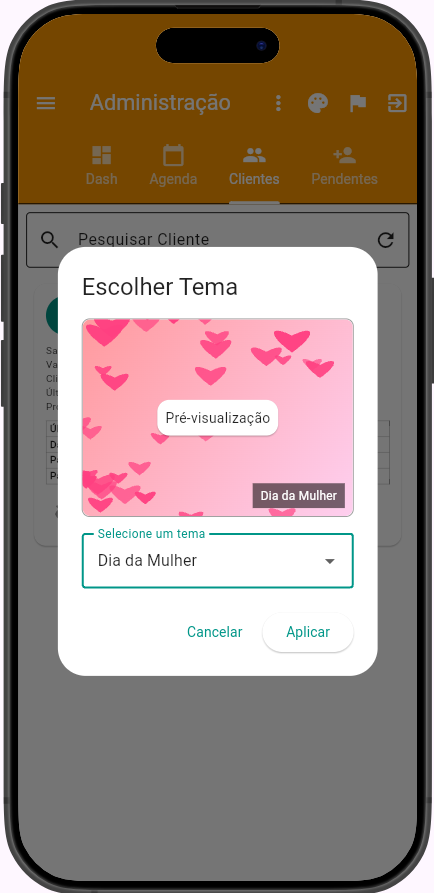 Administração
Dash
Agenda
Clientes
Pendentes
Pesquisar Cliente
Escolher Tema
Pré-visualização
Dia da Mulher
Selecione um tema
Dia da Mulher
Cancelar
Aplicar